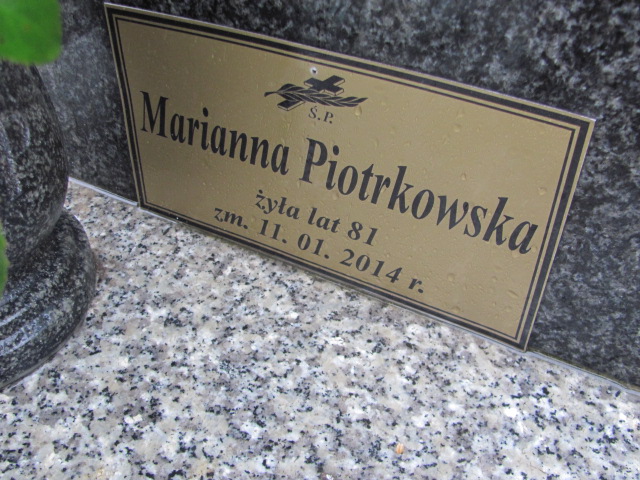 Ś.P.
Marianna Piotrkowska
żyła lat 81
zm. 11. 01. 2014 r.